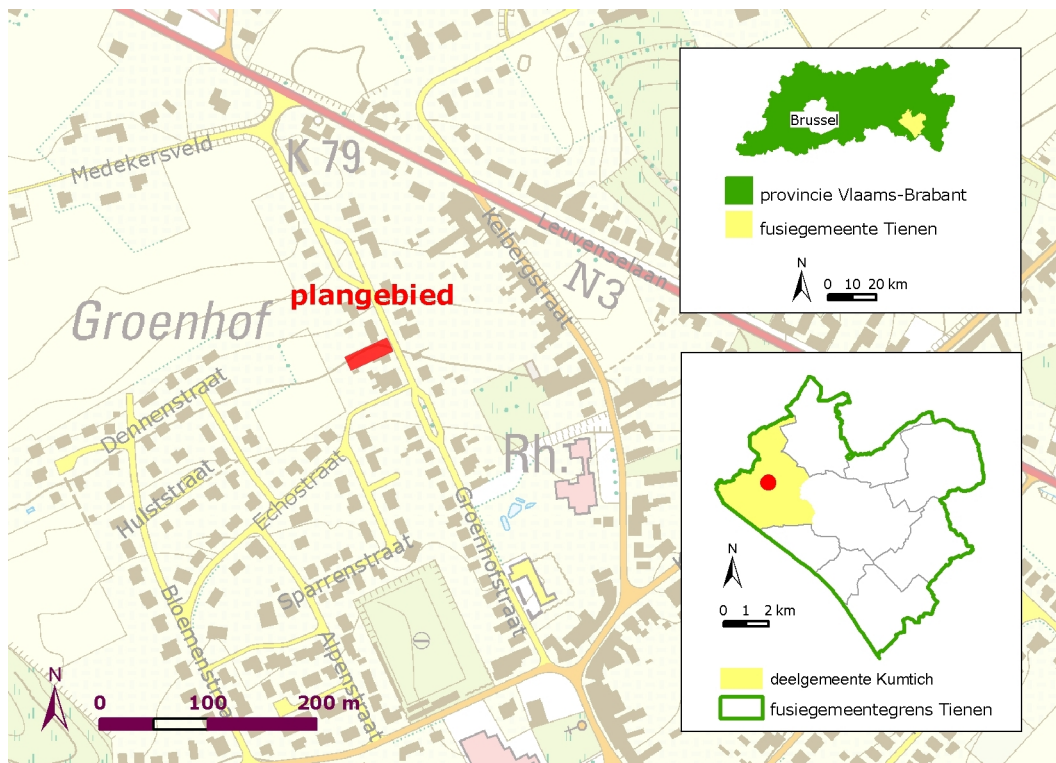 Medekersveld
K 79
Keibergstraat
Leuvenselaan
N3
plangebied
Groenhof
Dennenstraat
Hulststraat
Echostraat
Rh.
Groenhofstraat
Sparrenstraat
Bloemenstraat
Alpenstraat
N
0 100 200 m
Brussel
provincie Vlaams-Brabant
fusiegemeente Tienen
N
0 10 20 km
N
0 1 2 km
deelgemeente Kumtich
fusiegemeentegrens Tienen